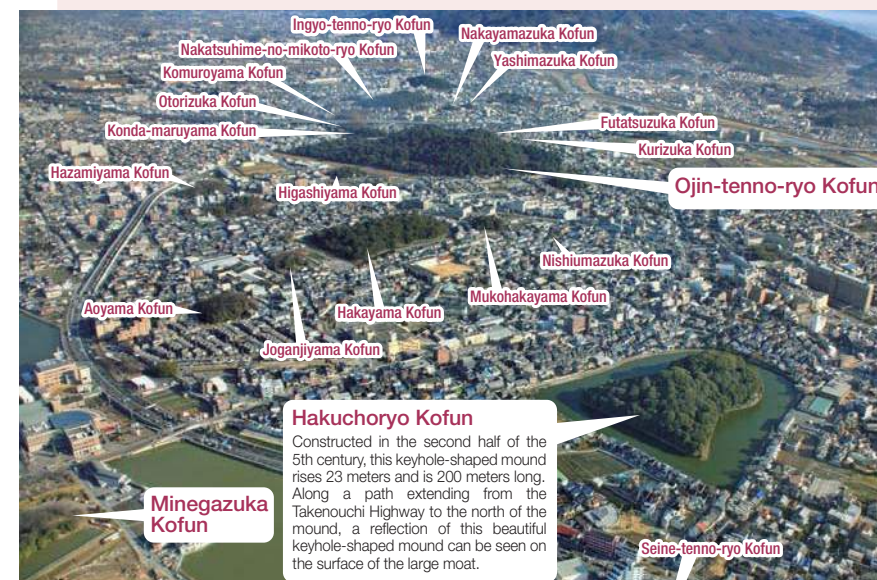 Ingyo-tenno-ryo Kofun
Nakatsuhime-no-mikoto-ryo Kofun
Nakayamazuka Kofun
Yashimazuka Kofun
Komuroyama Kofun
Otorizuka Kofun
Konda-maruyama Kofun
Futatsuzuka Kofun
Kurizuka Kofun
Hazamiyama Kofun
Higashiyama Kofun
Ojin-tenno-ryo Kofun
Nishiumazuka Kofun
Mukohakayama Kofun
Aoyama Kofun
Hakayama Kofun
Joganjiyama Kofun
Hakuchoryo Kofun
Constructed in the second half of the
5th century, this keyhole-shaped mound
rises 23 meters and is 200 meters long.
Along a path extending from the
Takenouchi Highway to the north of the
mound, a reflection of this beautiful
keyhole-shaped mound can be seen on
the surface of the large moat.
Minegazuka
Kofun
Seine-tenno-ryo Kofun